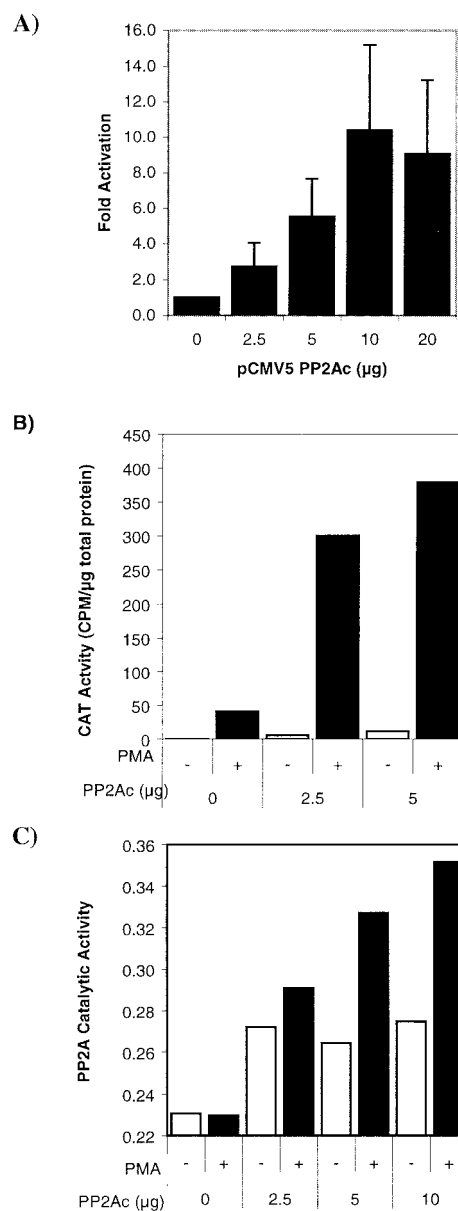 A)
16.0
14.0
12.0
10.0
8.0
6.0
4.0
2.0
0.0
Fold Activation
0 2.5 5 10 20
pCMV5 PP2Ac (µg)
B)
450
400
350
300
250
200
150
100
50
0
CAT Actvity (CPM/µg total protein)
PMA - + - + - +
PP2Ac (µg) 0 2.5 5
C)
0.36
0.34
0.32
0.30
0.28
0.26
0.24
0.22
PP2A Catalytic Activity
PMA - + - + - + - +
PP2Ac (µg) 0 2.5 5 10